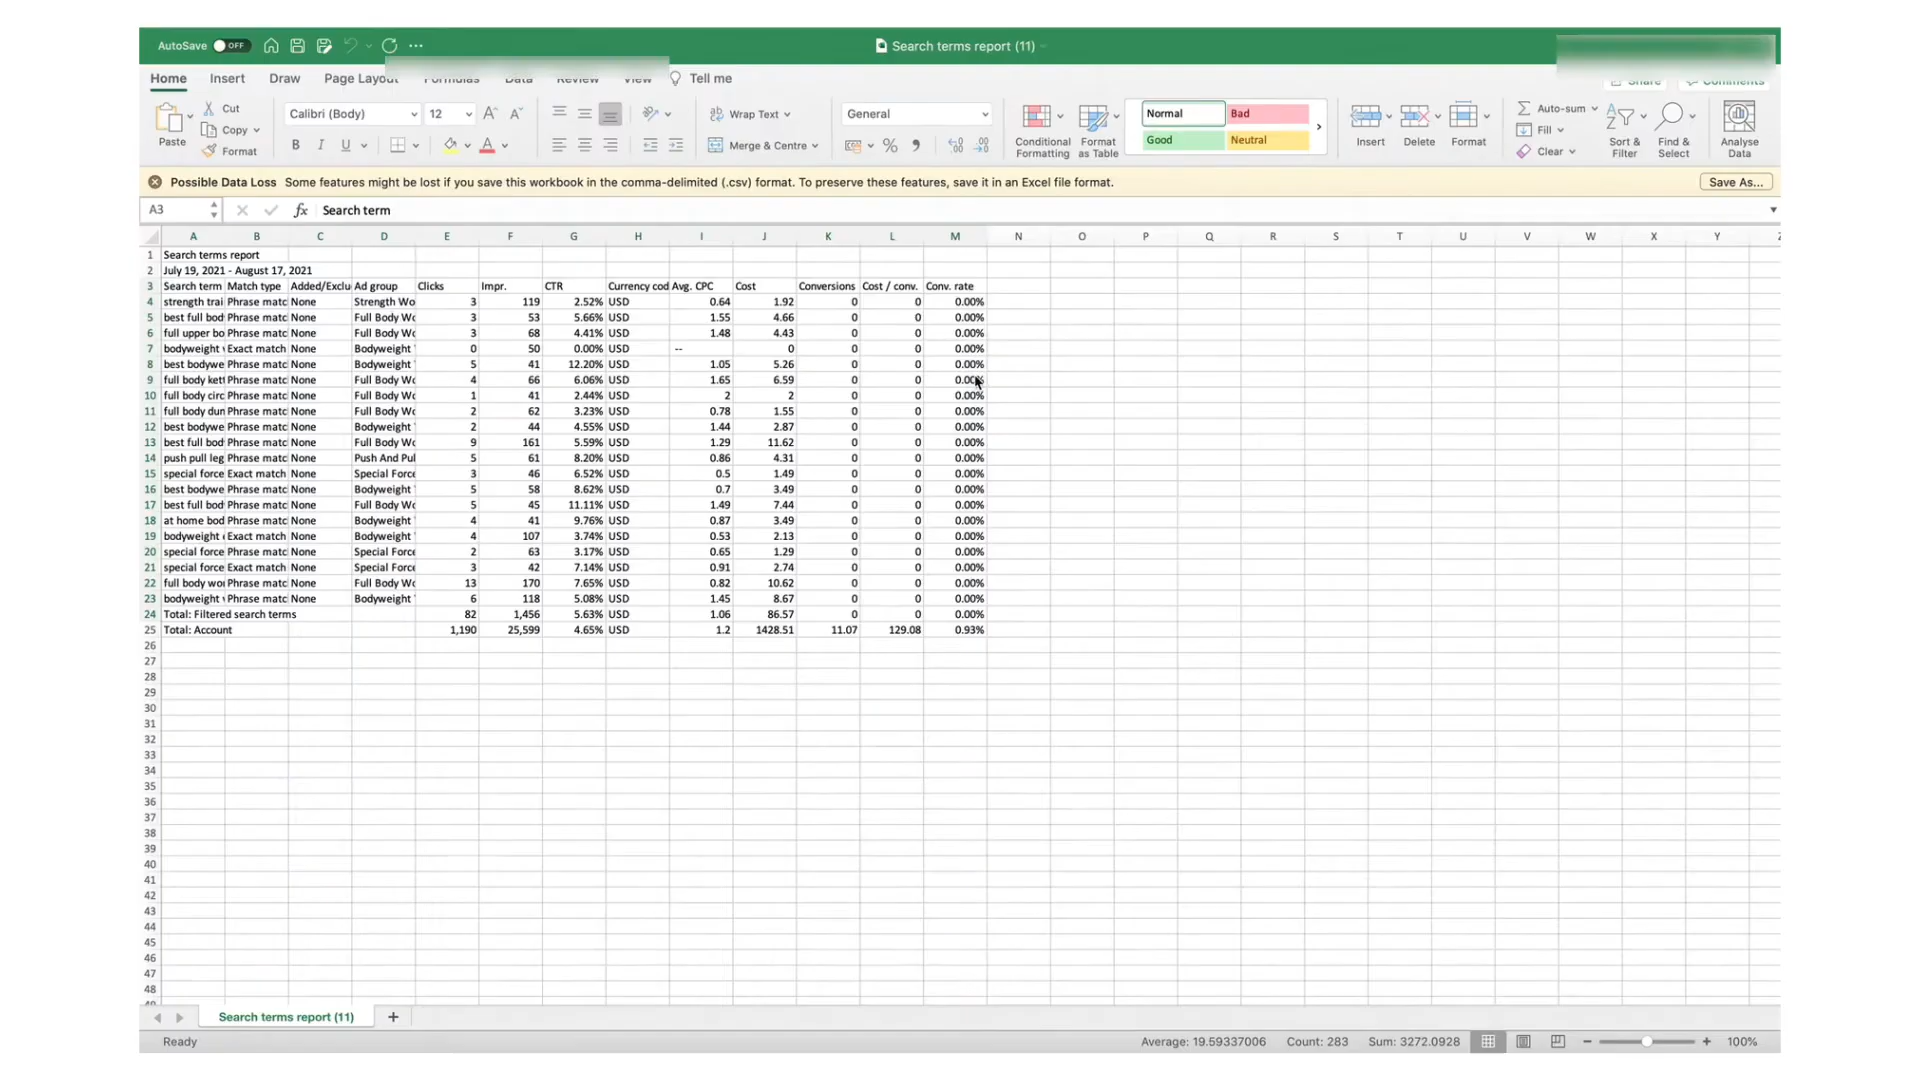 AutoSave OFF Search terms report (11)
Home Insert Draw Page Layout Formulas Data Review View Tell me Share Comments
Paste Cut Copy Format
Calibri (Body) 12
B I U
Wrap Text
Merge & Centre
General
Conditional Formatting
Format as Table
Normal Bad
Good Neutral
Insert Delete Format
Auto-sum
Fill
Clear
Sort & Filter
Find & Select
Analyse Data
Possible Data Loss Some features might be lost if you save this workbook in the comma-delimited (.csv) format. To preserve these features, save it in an Excel file format. Save As...
A3 fx Search term
A B C D E F G H I J K L M N O P Q R S T U V W X Y
1 Search terms report
2 July 19, 2021 - August 17, 2021
3 Search term Match type Added/Exclu Ad group Clicks Impr. CTR Currency cod Avg. CPC Cost Conversions Cost / conv. Conv. rate
4 strength trai Phrase matc None Strength Wo 3 119 2.52% USD 0.64 1.92 0 0 0.00%
5 best full bod Phrase matc None Full Body Wo 3 53 5.66% USD 1.55 4.66 0 0 0.00%
6 full upper bo Phrase matc None Full Body Wo 3 68 4.41% USD 1.48 4.43 0 0 0.00%
7 bodyweight Exact match None Bodyweight 0 50 0.00% USD -- 0 0 0 0.00%
8 best bodywe Phrase matc None Bodyweight 5 41 12.20% USD 1.05 5.26 0 0 0.00%
9 full body kett Phrase matc None Full Body Wo 4 66 6.06% USD 1.65 6.59 0 0 0.00%
10 full body circ Phrase matc None Full Body Wo 1 41 2.44% USD 2 2 0 0 0.00%
11 full body dum Phrase matc None Full Body Wo 2 62 3.23% USD 0.78 1.55 0 0 0.00%
12 best bodywe Phrase matc None Bodyweight 2 44 4.55% USD 1.44 2.87 0 0 0.00%
13 best full bod Phrase matc None Full Body Wo 9 161 5.59% USD 1.29 11.62 0 0 0.00%
14 push pull leg Phrase matc None Push And Pul 5 61 8.20% USD 0.86 4.31 0 0 0.00%
15 special force Exact match None Special Force 3 46 6.52% USD 0.5 1.49 0 0 0.00%
16 best bodywe Phrase matc None Bodyweight 5 58 8.62% USD 0.7 3.49 0 0 0.00%
17 best full bod Phrase matc None Full Body Wo 5 45 11.11% USD 1.49 7.44 0 0 0.00%
18 at home bod Phrase matc None Bodyweight 4 41 9.76% USD 0.87 3.49 0 0 0.00%
19 bodyweight Exact match None Bodyweight 4 107 3.74% USD 0.53 2.13 0 0 0.00%
20 special force Phrase matc None Special Force 2 63 3.17% USD 0.65 1.29 0 0 0.00%
21 special force Exact match None Special Force 3 42 7.14% USD 0.91 2.74 0 0 0.00%
22 full body wo Phrase matc None Full Body Wo 13 170 7.65% USD 0.82 10.62 0 0 0.00%
23 bodyweight Phrase matc None Bodyweight 6 118 5.08% USD 1.45 8.67 0 0 0.00%
24 Total: Filtered search terms 82 1,456 5.63% USD 1.06 86.57 0 0 0.00%
25 Total: Account 1,190 25,599 4.65% USD 1.2 1428.51 11.07 129.08 0.93%
26
27
28
29
30
31
32
33
34
35
36
37
38
39
40
41
42
43
44
45
46
47
48
Search terms report (11) +
Ready Average: 19.59337006 Count: 283 Sum: 3272.0928 100%